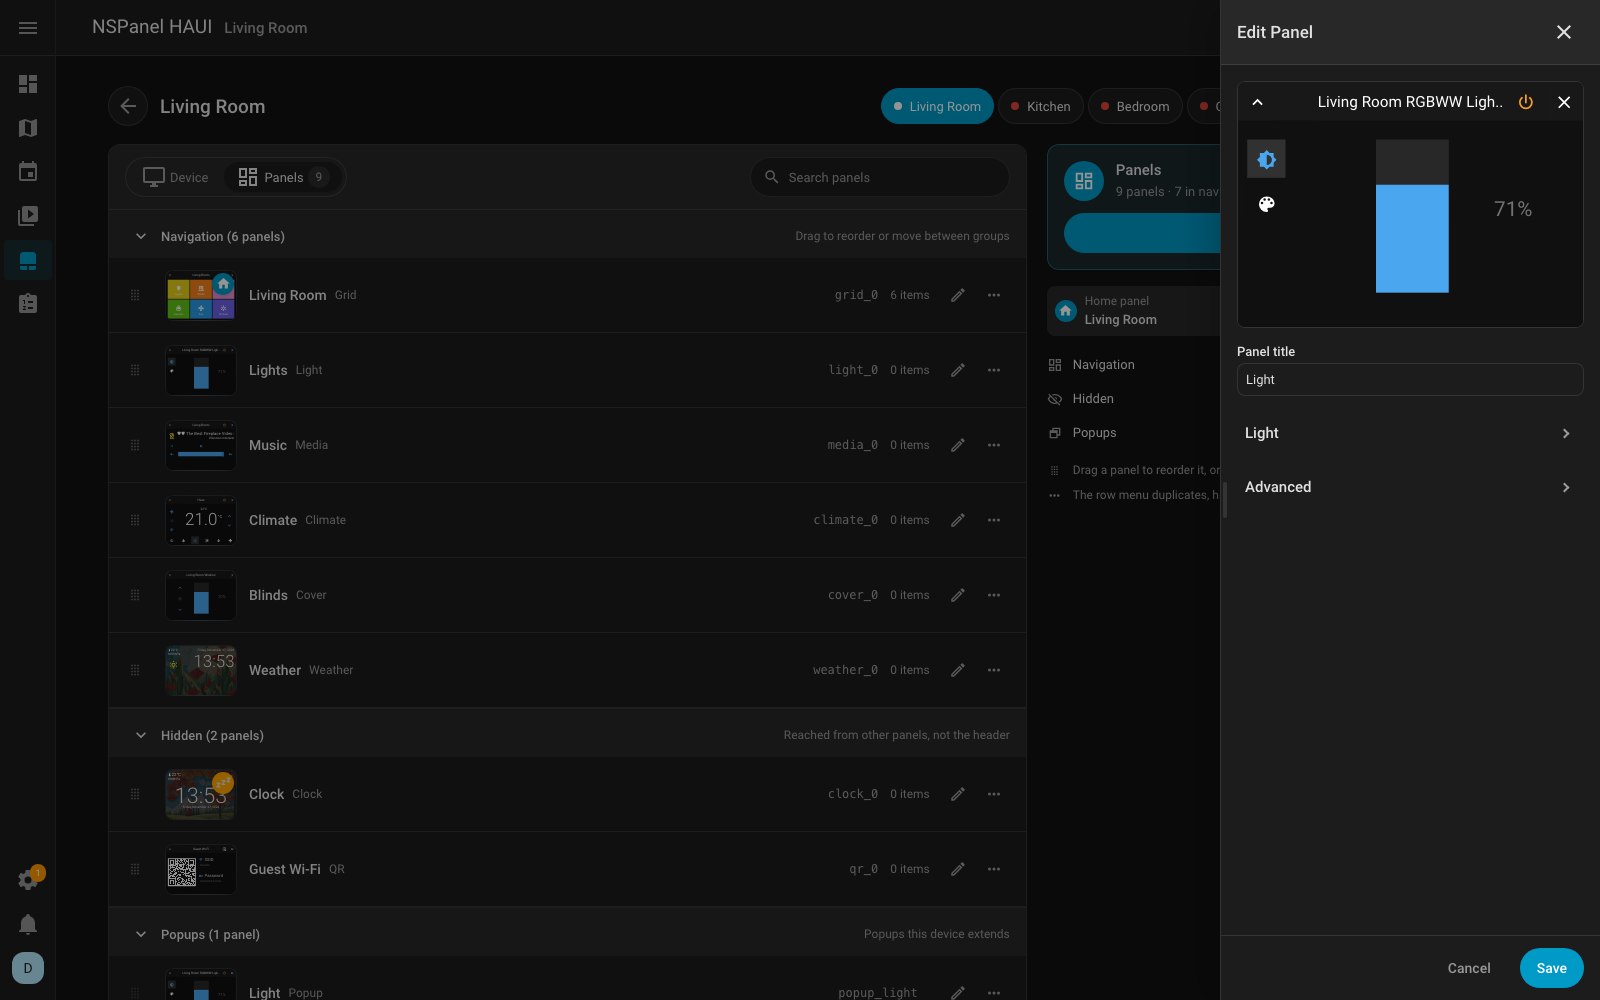 NSPanel HAUI Living Room
Edit Panel
Living Room
Living Room
Kitchen
Bedroom
Living Room RGBWW Ligh..
71%
Device
Panels 9
Search panels
Panels
9 panels · 7 in nav
Navigation (6 panels)
Drag to reorder or move between groups
Living Room Grid
grid_0 6 items
Home panel
Living Room
Lights Light
light_0 0 items
Navigation
Hidden
Popups
Music Media
media_0 0 items
Drag a panel to reorder it, or
The row menu duplicates, h
Climate Climate
21.0
climate_0 0 items
Blinds Cover
cover_0 0 items
13:53
Weather Weather
weather_0 0 items
Hidden (2 panels)
Reached from other panels, not the header
13:53
Clock Clock
clock_0 0 items
Guest Wi-Fi QR
qr_0 0 items
Popups (1 panel)
Popups this device extends
Light Popup
popup_light
Panel title
Light
Light
Advanced
1
D
Cancel
Save